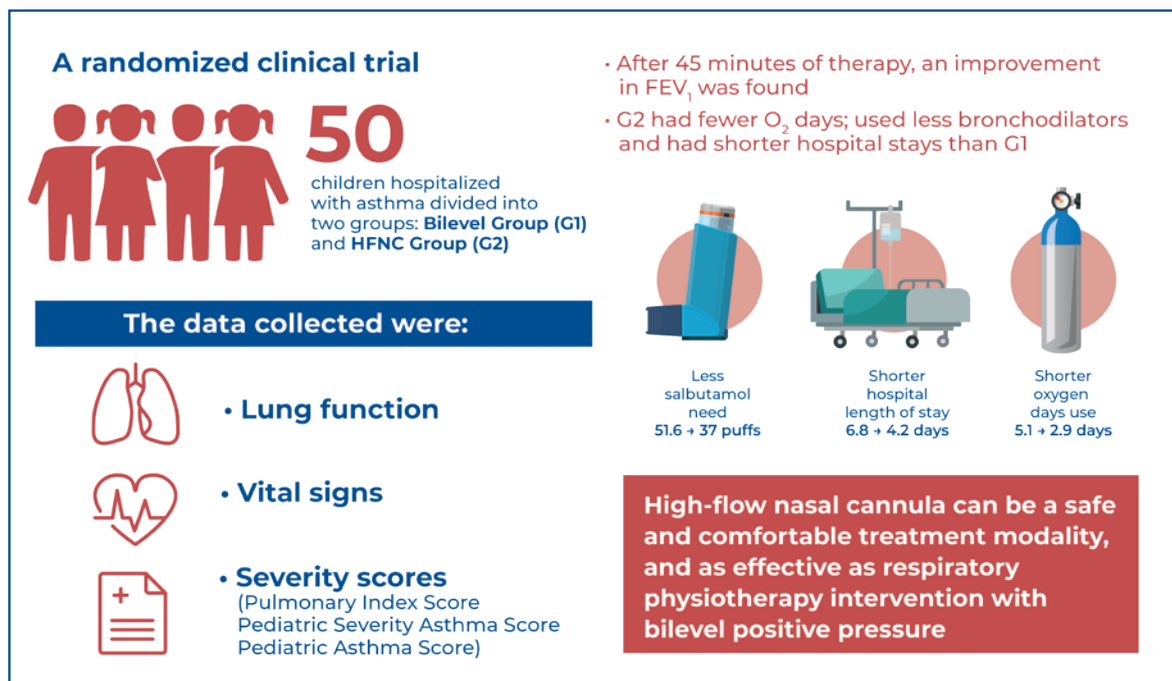 A randomized clinical trial
50
children hospitalized
with asthma divided into
two groups: Bilevel Group (G1)
and HFNC Group (G2)
The data collected were:
• Lung function
• Vital signs
• Severity scores
(Pulmonary Index Score
Pediatric Severity Asthma Score
Pediatric Asthma Score)
• After 45 minutes of therapy, an improvement
in FEV₁ was found
• G2 had fewer O₂ days; used less bronchodilators
and had shorter hospital stays than G1
Less
salbutamol
need
51.6 → 37 puffs
Shorter
hospital
length of stay
6.8 → 4.2 days
Shorter
oxygen
days use
5.1 → 2.9 days
High-flow nasal cannula can be a safe
and comfortable treatment modality,
and as effective as respiratory
physiotherapy intervention with
bilevel positive pressure